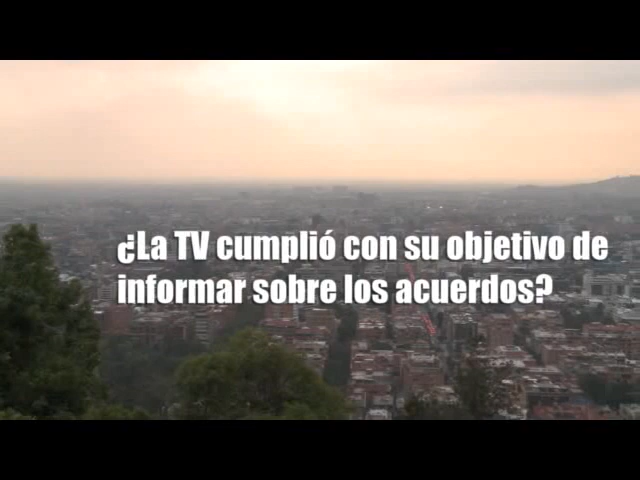 ¿La TV cumplió con su objetivo de
informar sobre los acuerdos?